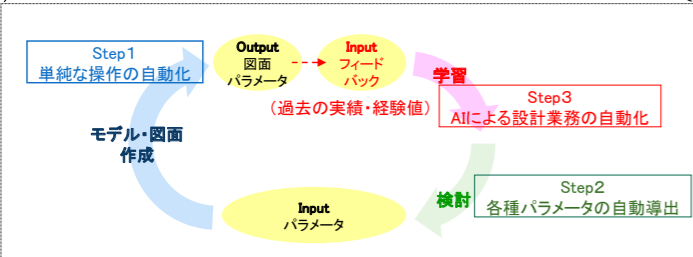 Step1
単純な操作の自動化
Output
図面
パラメータ
Input
フィード
バック
(過去の実績・経験値)
学習
Step3
AIによる設計業務の自動化
モデル・図面
作成
Input
パラメータ
検討
Step2
各種パラメータの自動導出